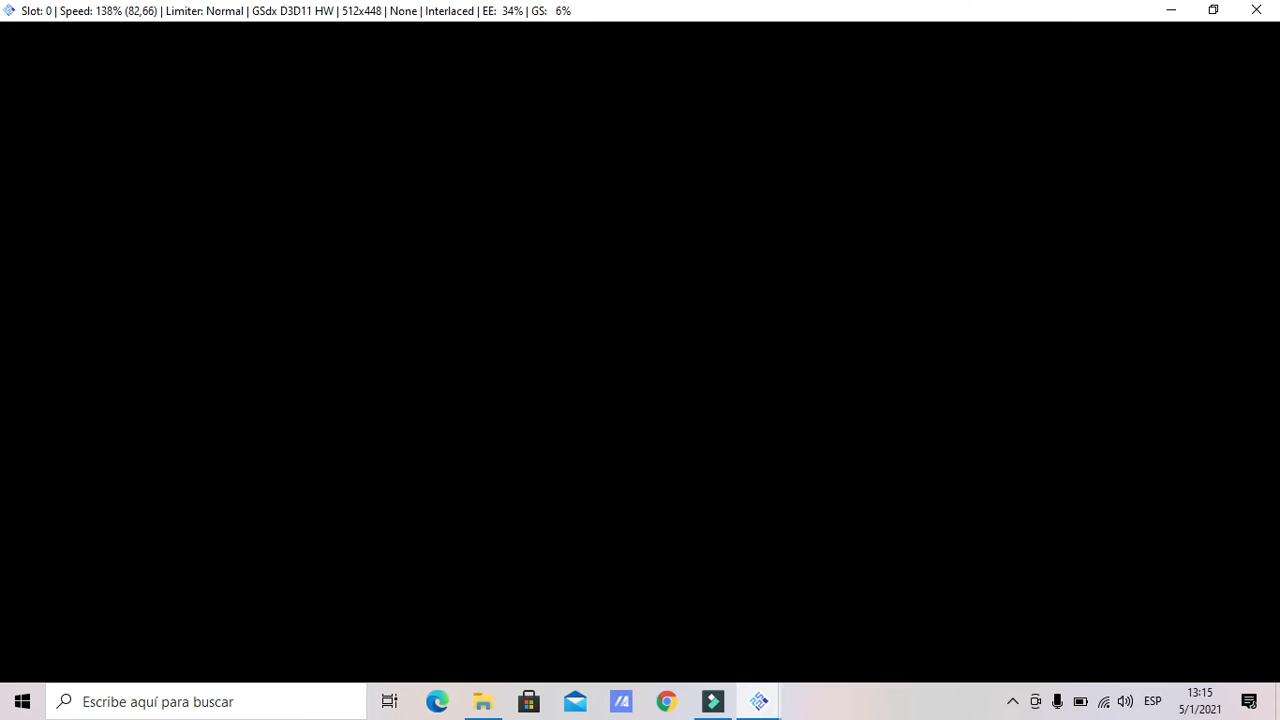 Slot: 0 | Speed: 138% (82,66) | Limiter: Normal | GSdx D3D11 HW | 512x448 | None | Interlaced | EE: 34% | GS: 6%
Escribe aquí para buscar
ESP
13:15
5/1/2021